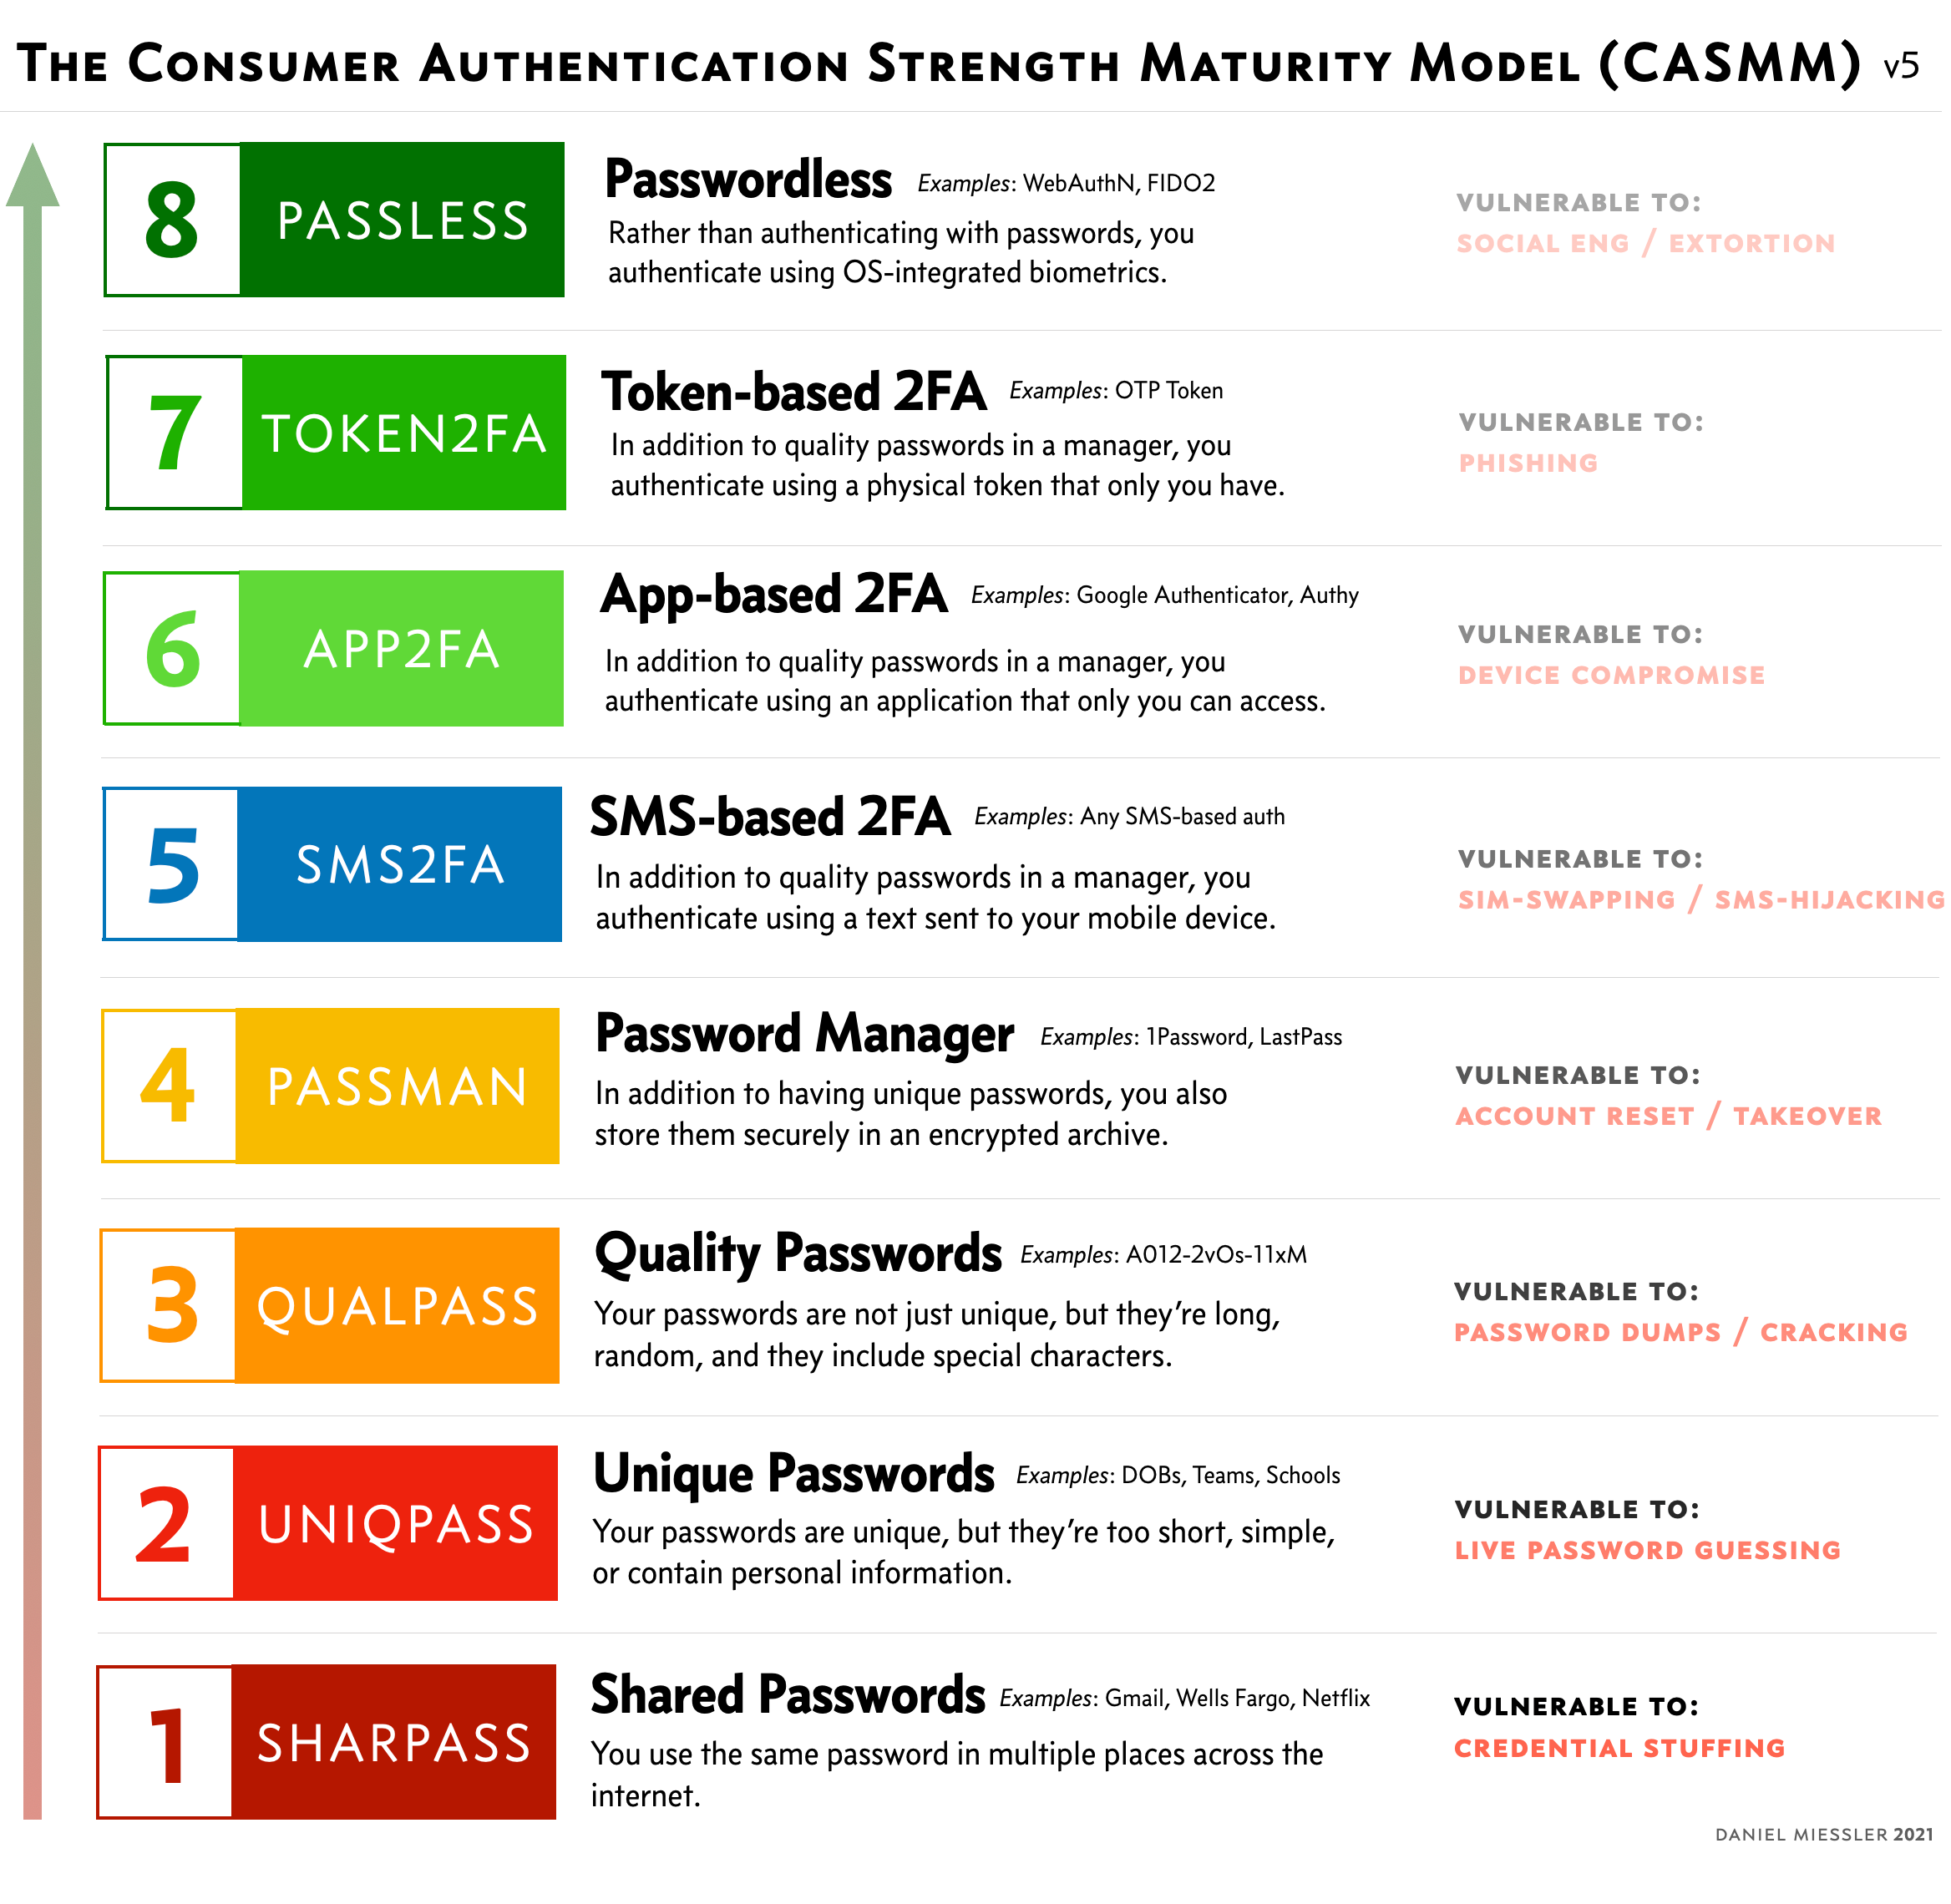 THE CONSUMER AUTHENTICATION STRENGTH MATURITY MODEL (CASMM) v5
8 PASSLESS
Passwordless Examples: WebAuthN, FIDO2
Rather than authenticating with passwords, you
authenticate using OS-integrated biometrics.
VULNERABLE TO:
SOCIAL ENG / EXTORTION
7 TOKEN2FA
Token-based 2FA Examples: OTP Token
In addition to quality passwords in a manager, you
authenticate using a physical token that only you have.
VULNERABLE TO:
PHISHING
6 APP2FA
App-based 2FA Examples: Google Authenticator, Authy
In addition to quality passwords in a manager, you
authenticate using an application that only you can access.
VULNERABLE TO:
DEVICE COMPROMISE
5 SMS2FA
SMS-based 2FA Examples: Any SMS-based auth
In addition to quality passwords in a manager, you
authenticate using a text sent to your mobile device.
VULNERABLE TO:
SIM-SWAPPING / SMS-HIJACKING
4 PASSMAN
Password Manager Examples: 1Password, LastPass
In addition to having unique passwords, you also
store them securely in an encrypted archive.
VULNERABLE TO:
ACCOUNT RESET / TAKEOVER
3 QUALPASS
Quality Passwords Examples: A012-2vOs-11xM
Your passwords are not just unique, but they’re long,
random, and they include special characters.
VULNERABLE TO:
PASSWORD DUMPS / CRACKING
2 UNIQPASS
Unique Passwords Examples: DOBs, Teams, Schools
Your passwords are unique, but they’re too short, simple,
or contain personal information.
VULNERABLE TO:
LIVE PASSWORD GUESSING
1 SHARPASS
Shared Passwords Examples: Gmail, Wells Fargo, Netflix
You use the same password in multiple places across the
internet.
VULNERABLE TO:
CREDENTIAL STUFFING
DANIEL MIESSLER 2021